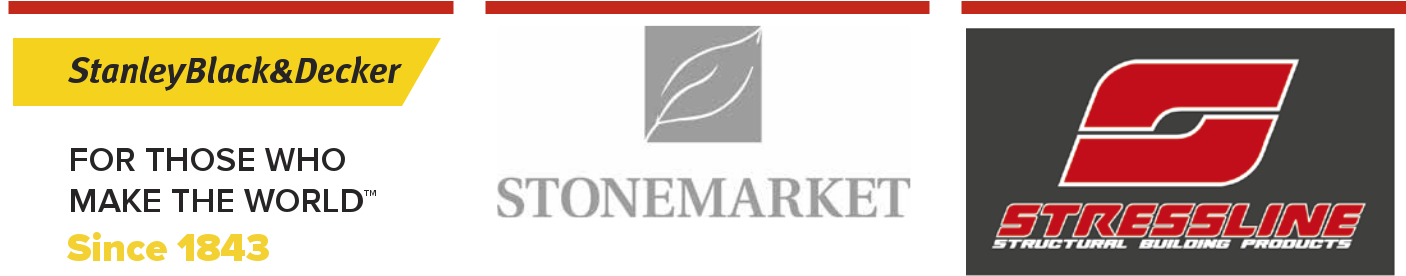 StanleyBlack&Decker
FOR THOSE WHO
MAKE THE WORLD™
Since 1843
STONEMARKET
STRESSLINE
STRUCTURAL BUILDING PRODUCTS